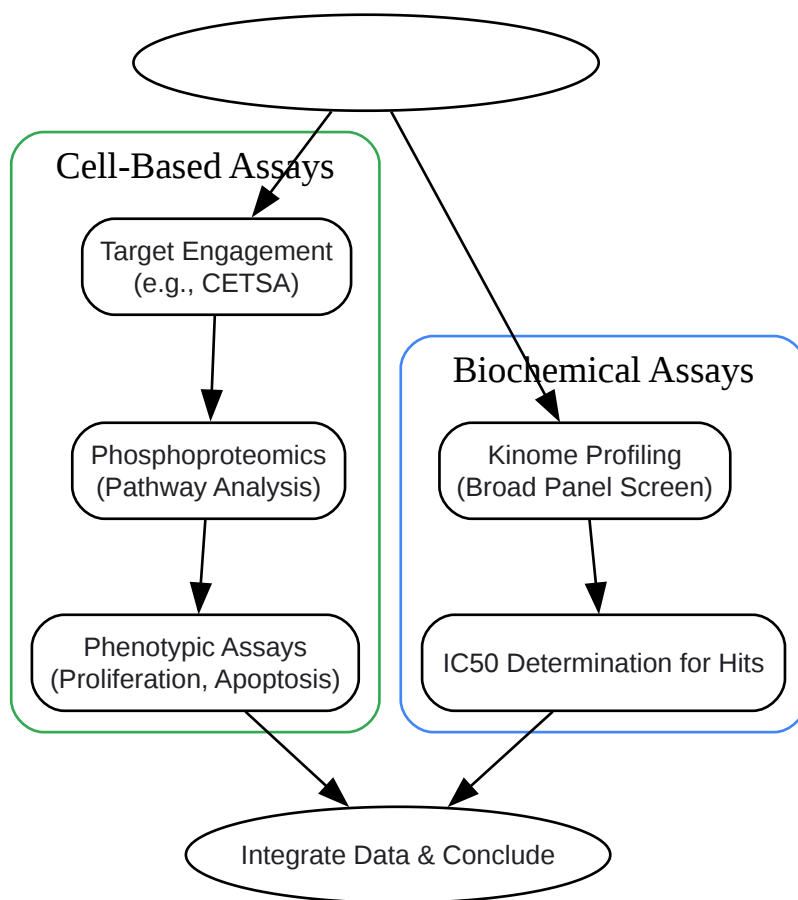 Cell-Based Assays
Target Engagement
(e.g., CETSA)
Phosphoproteomics
(Pathway Analysis)
Phenotypic Assays
(Proliferation, Apoptosis)
Biochemical Assays
Kinome Profiling
(Broad Panel Screen)
IC50 Determination for Hits
Integrate Data & Conclude